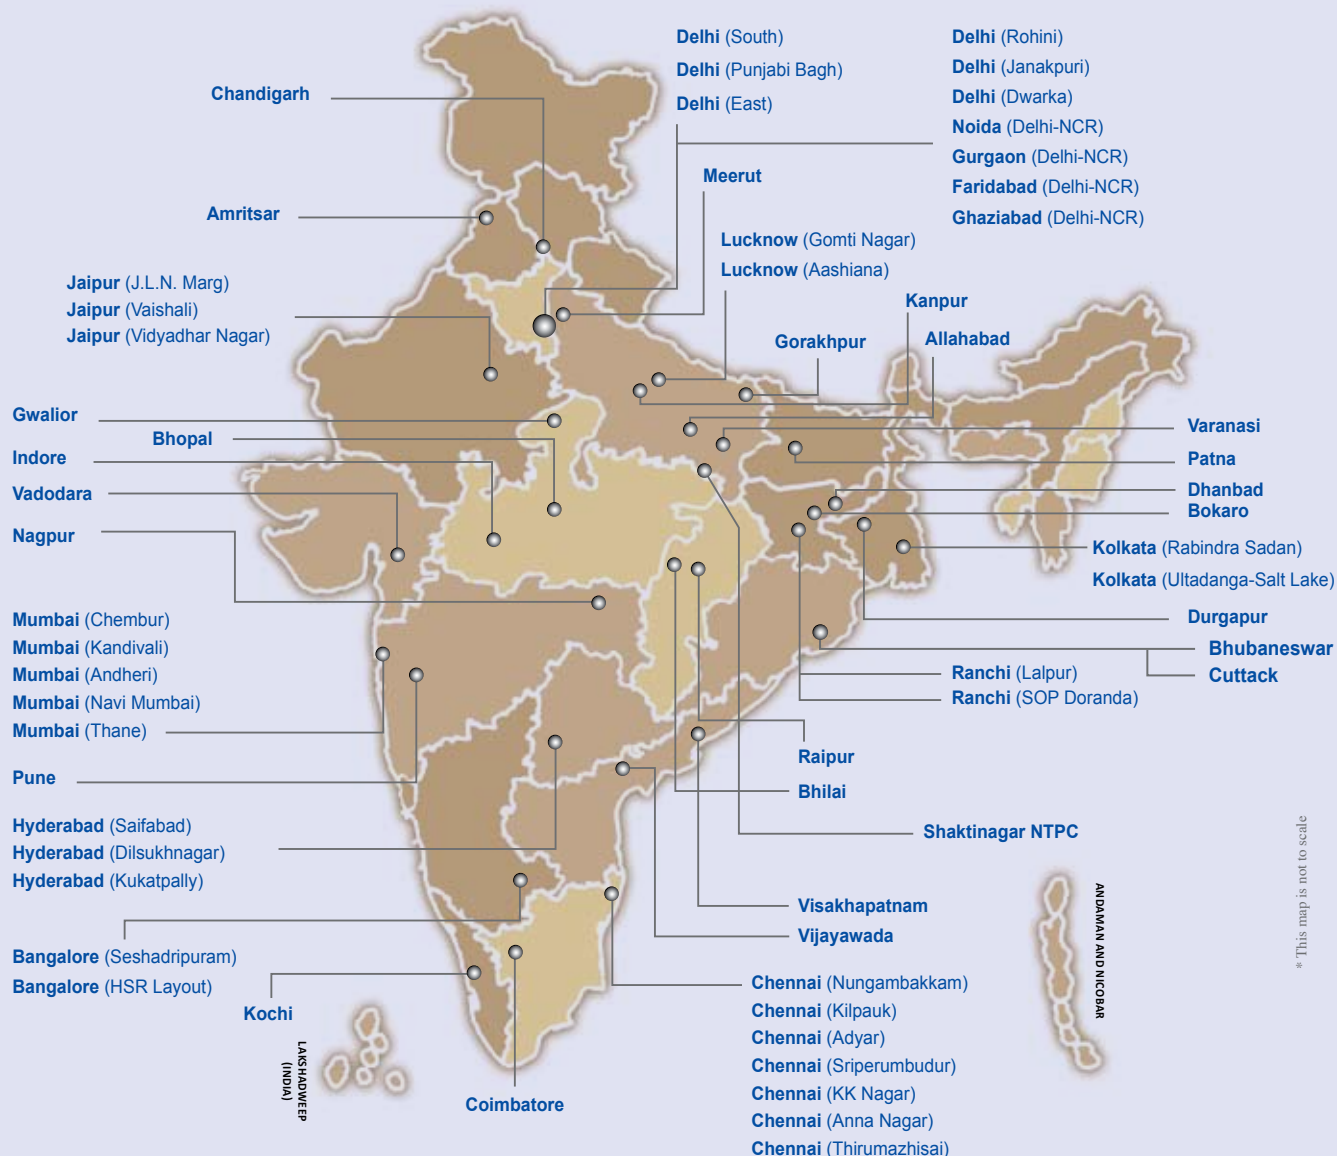 Delhi (South)
Delhi (Punjabi Bagh)
Delhi (East)
Delhi (Rohini)
Delhi (Janakpuri)
Delhi (Dwarka)
Noida (Delhi-NCR)
Gurgaon (Delhi-NCR)
Faridabad (Delhi-NCR)
Ghaziabad (Delhi-NCR)
Chandigarh
Meerut
Amritsar
Lucknow (Gomti Nagar)
Lucknow (Aashiana)
Jaipur (J.L.N. Marg)
Jaipur (Vaishali)
Jaipur (Vidyadhar Nagar)
Kanpur
Gorakhpur
Allahabad
Gwalior
Bhopal
Indore
Vadodara
Nagpur
Varanasi
Patna
Dhanbad
Bokaro
Kolkata (Rabindra Sadan)
Kolkata (Ultadanga-Salt Lake)
Durgapur
Bhubaneswar
Cuttack
Ranchi (Lalpur)
Ranchi (SOP Doranda)
Mumbai (Chembur)
Mumbai (Kandivali)
Mumbai (Andheri)
Mumbai (Navi Mumbai)
Mumbai (Thane)
Pune
Raipur
Bhilai
Shaktinagar NTPC
Hyderabad (Saifabad)
Hyderabad (Dilsukhnagar)
Hyderabad (Kukatpally)
Visakhapatnam
Vijayawada
Bangalore (Seshadripuram)
Bangalore (HSR Layout)
Kochi
Coimbatore
Chennai (Nungambakkam)
Chennai (Kilpauk)
Chennai (Adyar)
Chennai (Sriperumbudur)
Chennai (KK Nagar)
Chennai (Anna Nagar)
Chennai (Thirumazhisai)
LAKSHADWEEP
(INDIA)
ANDAMAN AND NICOBAR
* This map is not to scale